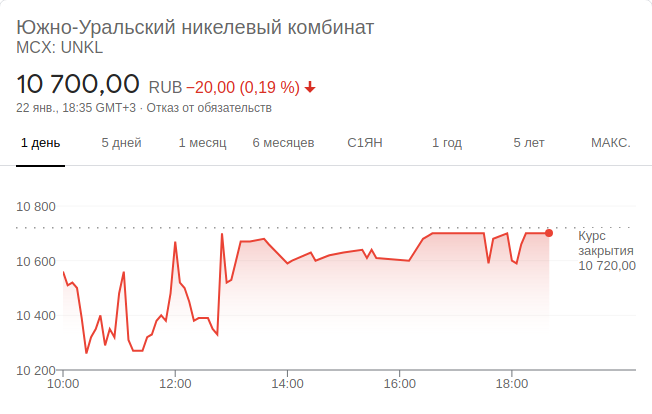 Южно-Уральский никелевый комбинат
MCX: UNKL
10 700,00 RUB −20,00 (0,19 %)
22 янв., 18:35 GMT+3 · Отказ от обязательств
1 день 5 дней 1 месяц 6 месяцев С1ЯН 1 год 5 лет МАКС.
10 800
Курс
закрытия
10 600
10 720,00
10 400
10 200
10:00 12:00 14:00 16:00 18:00